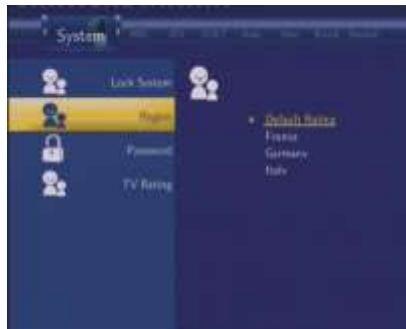 System
Lock System
Region
Password
TV Rating
Default Rating
France
Germany
Italy